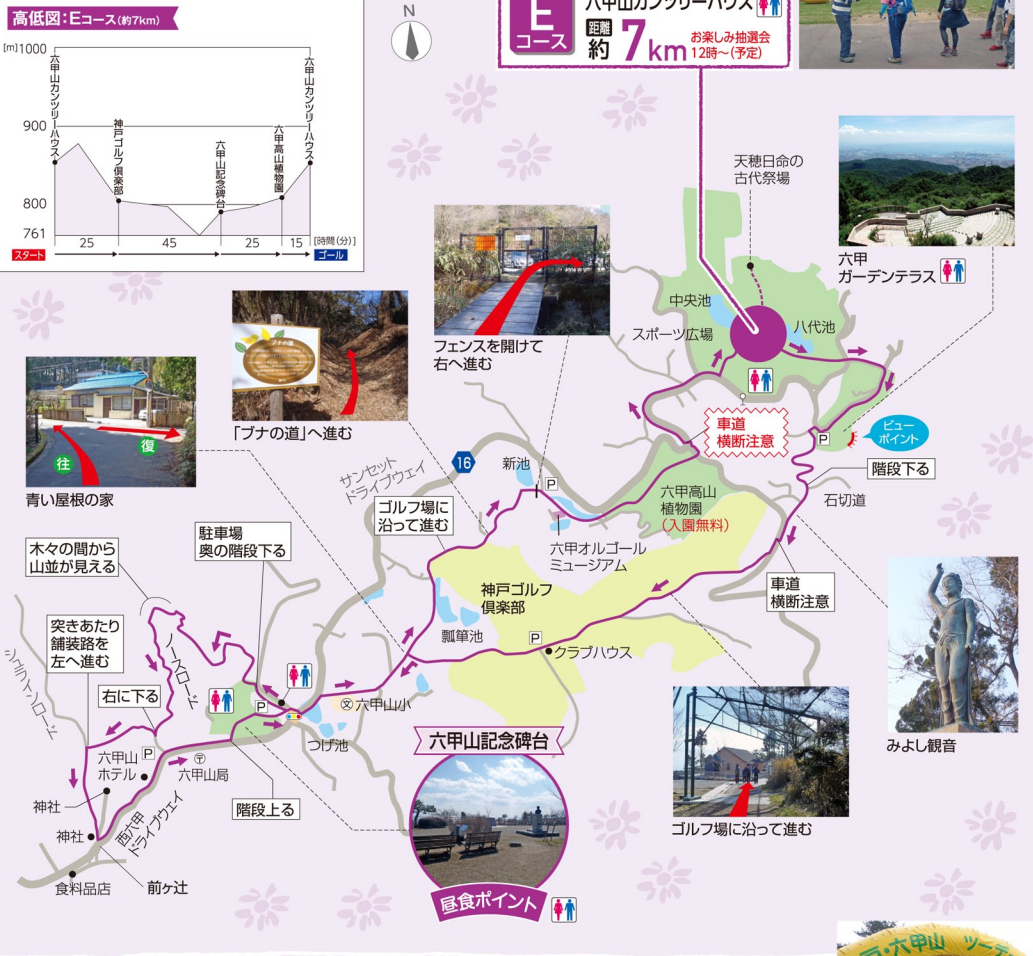 高低図：Eコース(約7km)
[m]1000
900
800
761
六甲山カンツリーハウス
神戸ゴルフ倶楽部
六甲山記念碑台
六甲高山植物園
六甲山カンツリーハウス
25
45
25
15
[時間(分)]
スタート
ゴール
N
E
コース
六甲山カンツリーハウス
距離
約7km
お楽しみ抽選会
12時～(予定)
天穂日命の
古代祭場
六甲
ガーデンテラス
中央池
スポーツ広場
八代池
フェンスを開けて
右へ進む
ブナの道
「ブナの道」へ進む
往
復
青い屋根の家
車道
横断注意
P
ビュー
ポイント
階段下る
石切道
サンセット
ドライブウェイ
16
新池
P
ゴルフ場に
沿って進む
六甲高山
植物園
(入園無料)
六甲オルゴール
ミュージアム
車道
横断注意
駐車場
奥の階段下る
木々の間から
山並が見える
神戸ゴルフ
倶楽部
瓢箪池
P
クラブハウス
突きあたり
舗装路を
左へ進む
ノースロード
シュラインロード
右に下る
P
文
六甲山小
つげ池
六甲山記念碑台
みよし観音
P
六甲山
ホテル
〒
六甲山局
神社
階段上る
神社
西六甲
ドライブウェイ
ゴルフ場に沿って進む
食料品店
前ヶ辻
昼食ポイント
・六甲山 ツーデ